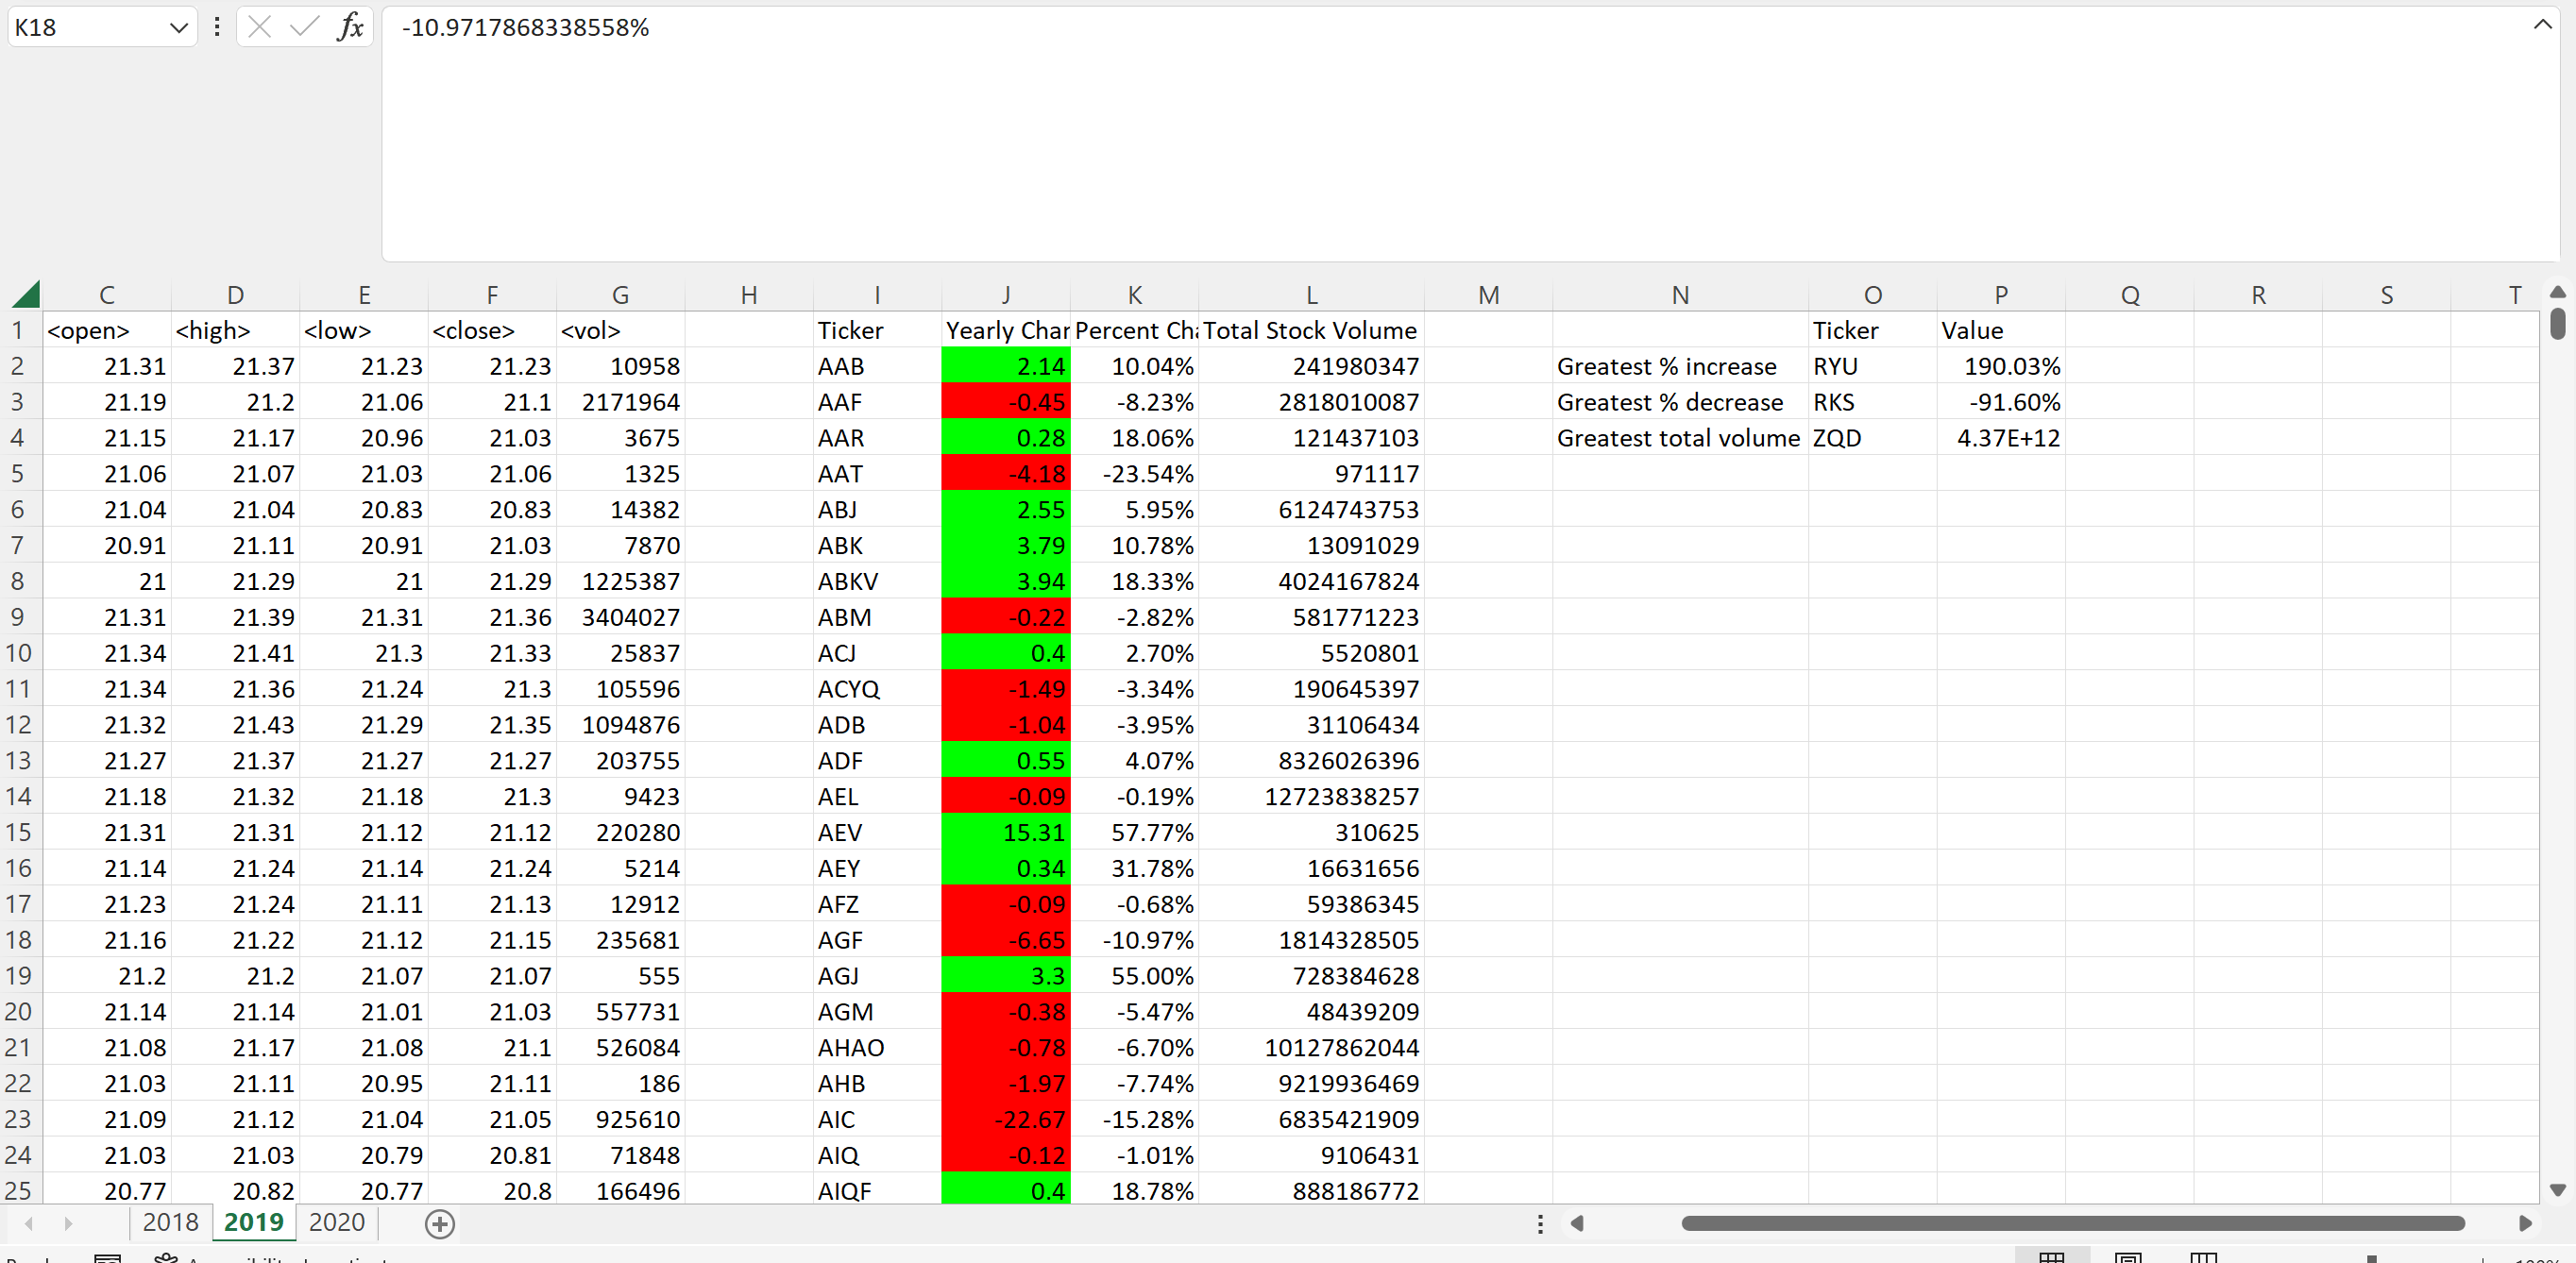 K18 fx -10.9717868338558%
C D E F G H I J K L M N O P Q R S T
1 <open> <high> <low> <close> <vol> Ticker Yearly Char Percent Cha Total Stock Volume Ticker Value
2 21.31 21.37 21.23 21.23 10958 AAB 2.14 10.04% 241980347 Greatest % increase RYU 190.03%
3 21.19 21.2 21.06 21.1 2171964 AAF -0.45 -8.23% 2818010087 Greatest % decrease RKS -91.60%
4 21.15 21.17 20.96 21.03 3675 AAR 0.28 18.06% 121437103 Greatest total volume ZQD 4.37E+12
5 21.06 21.07 21.03 21.06 1325 AAT -4.18 -23.54% 971117
6 21.04 21.04 20.83 20.83 14382 ABJ 2.55 5.95% 6124743753
7 20.91 21.11 20.91 21.03 7870 ABK 3.79 10.78% 13091029
8 21 21.29 21 21.29 1225387 ABKV 3.94 18.33% 4024167824
9 21.31 21.39 21.31 21.36 3404027 ABM -0.22 -2.82% 581771223
10 21.34 21.41 21.3 21.33 25837 ACJ 0.4 2.70% 5520801
11 21.34 21.36 21.24 21.3 105596 ACYQ -1.49 -3.34% 190645397
12 21.32 21.43 21.29 21.35 1094876 ADB -1.04 -3.95% 31106434
13 21.27 21.37 21.27 21.27 203755 ADF 0.55 4.07% 8326026396
14 21.18 21.32 21.18 21.3 9423 AEL -0.09 -0.19% 12723838257
15 21.31 21.31 21.12 21.12 220280 AEV 15.31 57.77% 310625
16 21.14 21.24 21.14 21.24 5214 AEY 0.34 31.78% 16631656
17 21.23 21.24 21.11 21.13 12912 AFZ -0.09 -0.68% 59386345
18 21.16 21.22 21.12 21.15 235681 AGF -6.65 -10.97% 1814328505
19 21.2 21.2 21.07 21.07 555 AGJ 3.3 55.00% 728384628
20 21.14 21.14 21.01 21.03 557731 AGM -0.38 -5.47% 48439209
21 21.08 21.17 21.08 21.1 526084 AHAO -0.78 -6.70% 10127862044
22 21.03 21.11 20.95 21.11 186 AHB -1.97 -7.74% 9219936469
23 21.09 21.12 21.04 21.05 925610 AIC -22.67 -15.28% 6835421909
24 21.03 21.03 20.79 20.81 71848 AIQ -0.12 -1.01% 9106431
25 20.77 20.82 20.77 20.8 166496 AIQF 0.4 18.78% 888186772
2018 2019 2020